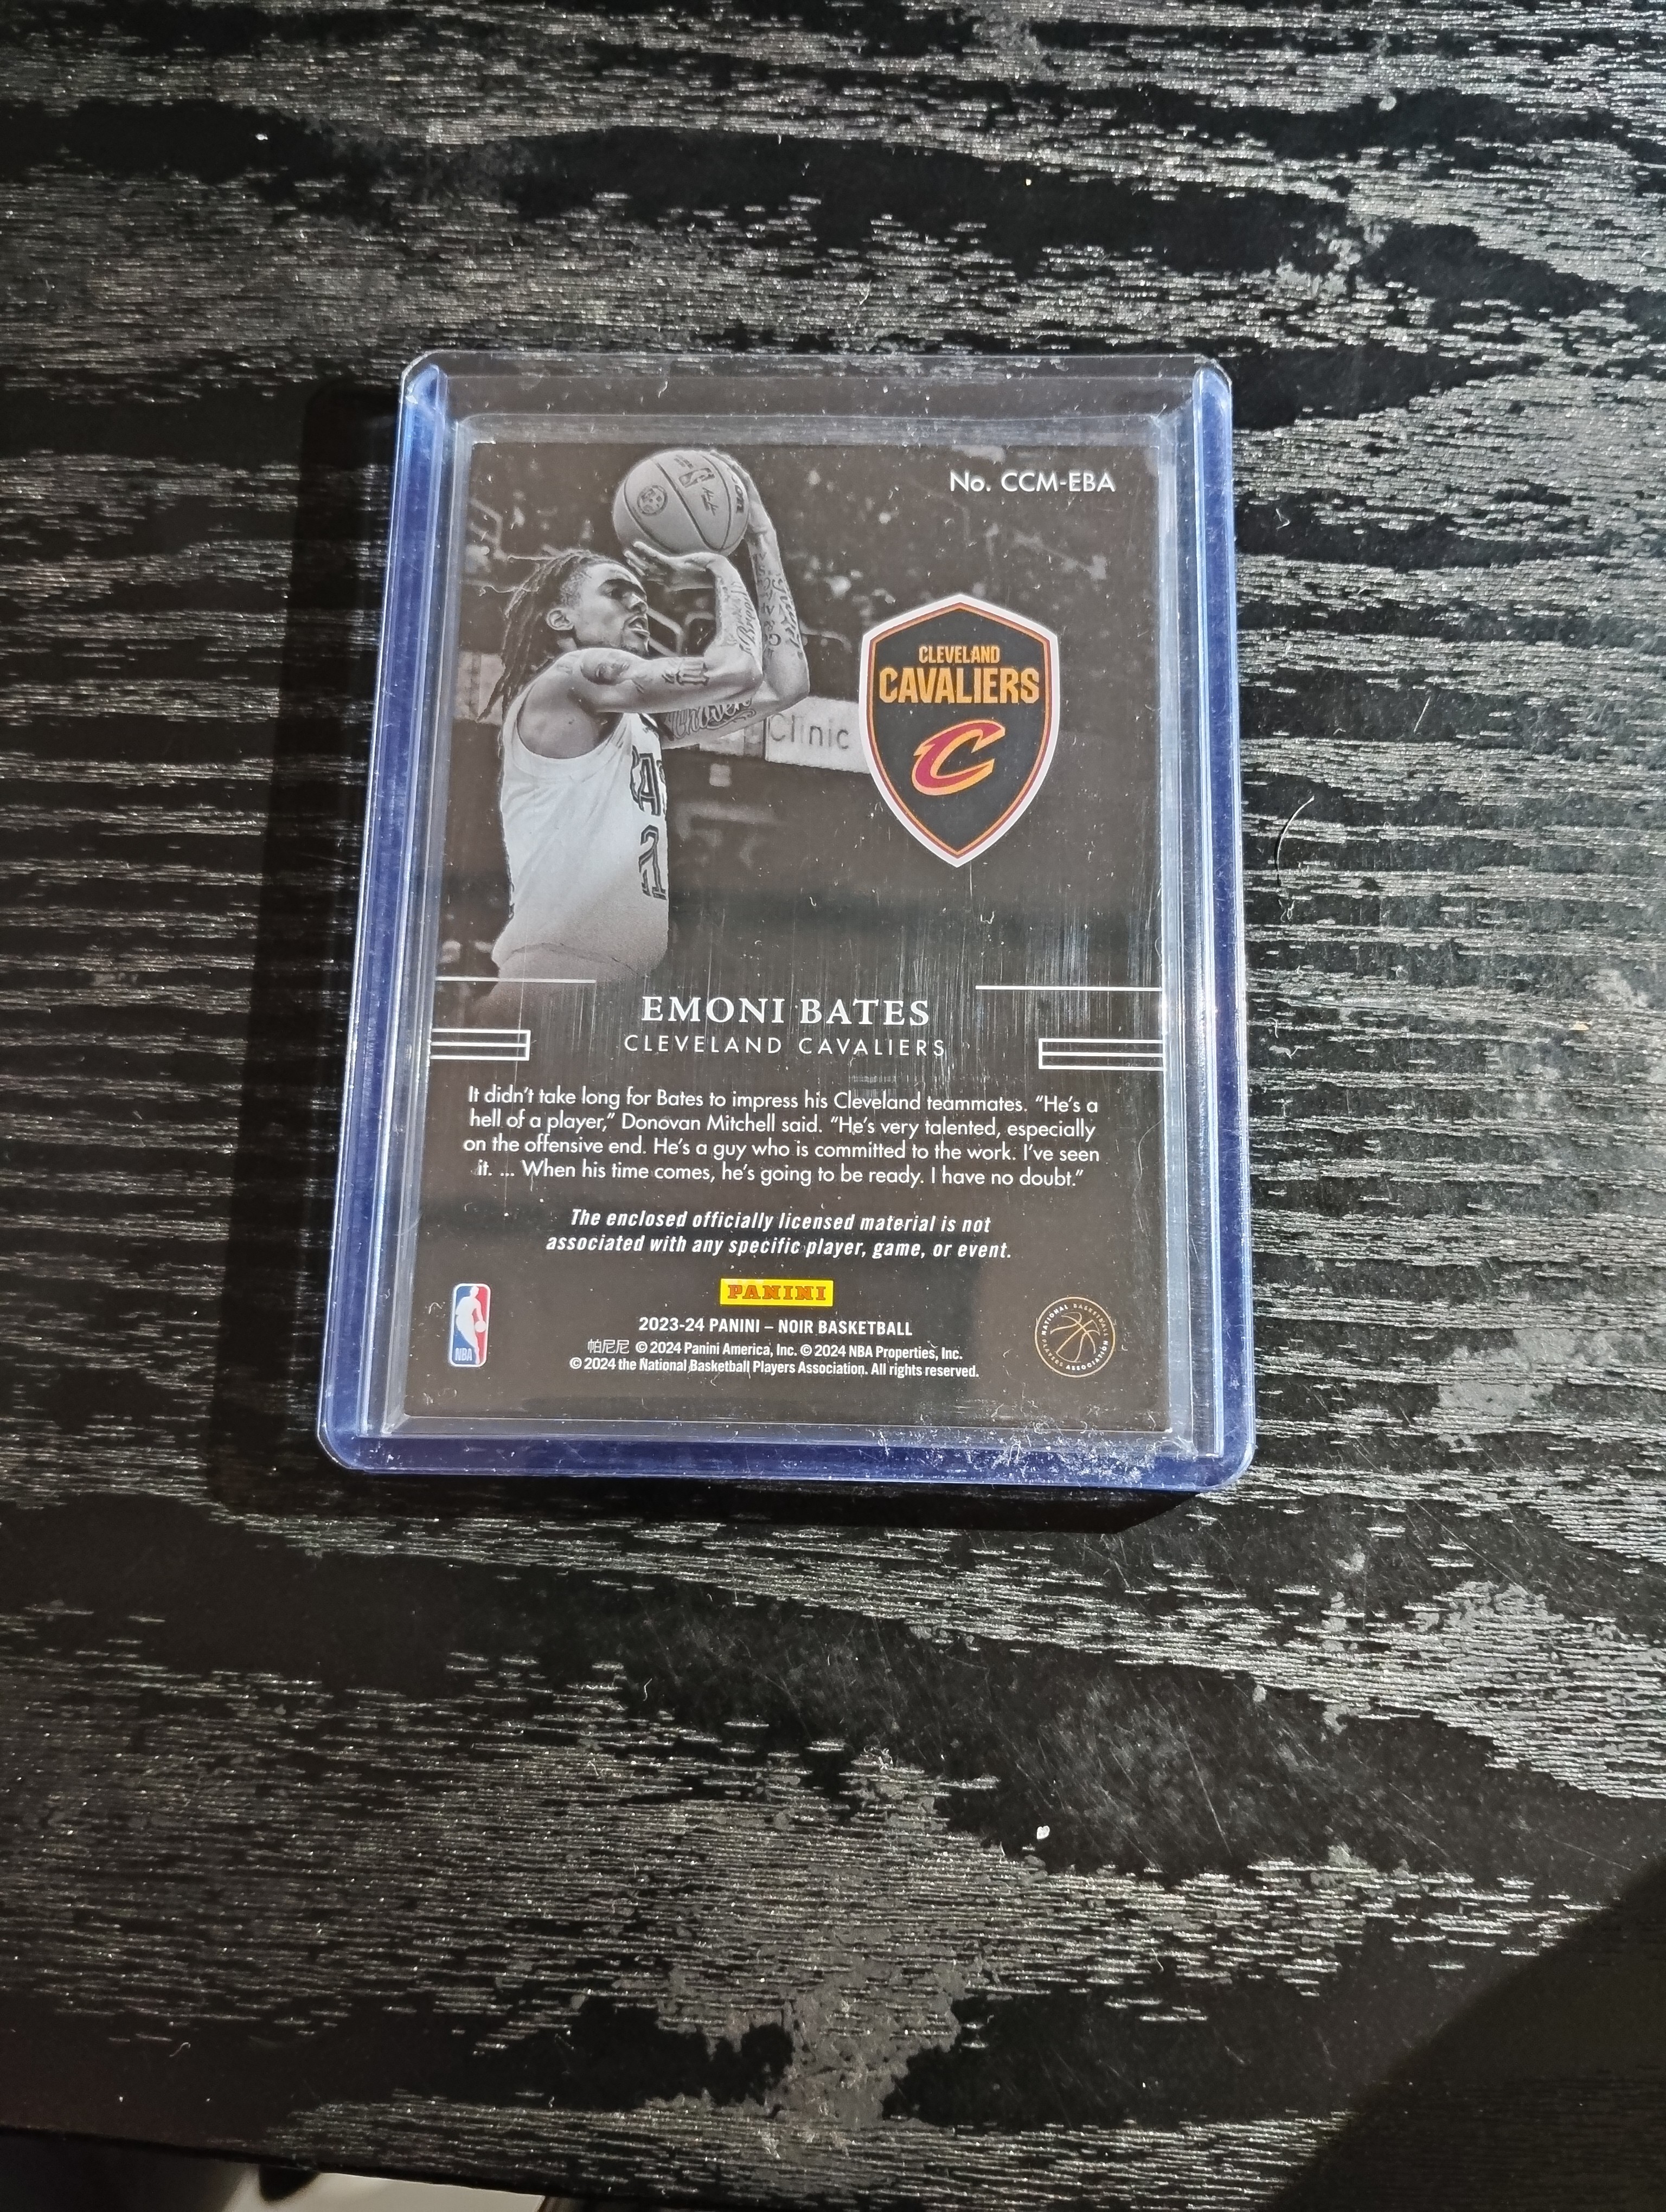 No. CCM-EBA
CLEVELAND
CAVALIERS
C
Clinic
EMONI BATES
CLEVELAND CAVALIERS
It didn't take long for Bates to impress his Cleveland teammates. "He's a
hell of a player," Donovan Mitchell said. "He's very talented, especially
on the offensive end. He's a guy who is committed to the work. I've seen
it. ... When his time comes, he's going to be ready. I have no doubt."
The enclosed officially licensed material is not
associated with any specific player, game, or event.
PANINI
2023-24 PANINI – NOIR BASKETBALL
帕尼尼 © 2024 Panini America, Inc. © 2024 NBA Properties, Inc.
© 2024 the National Basketball Players Association. All rights reserved.
NBA
NATIONAL BASKETBALL PLAYERS ASSOCIATION